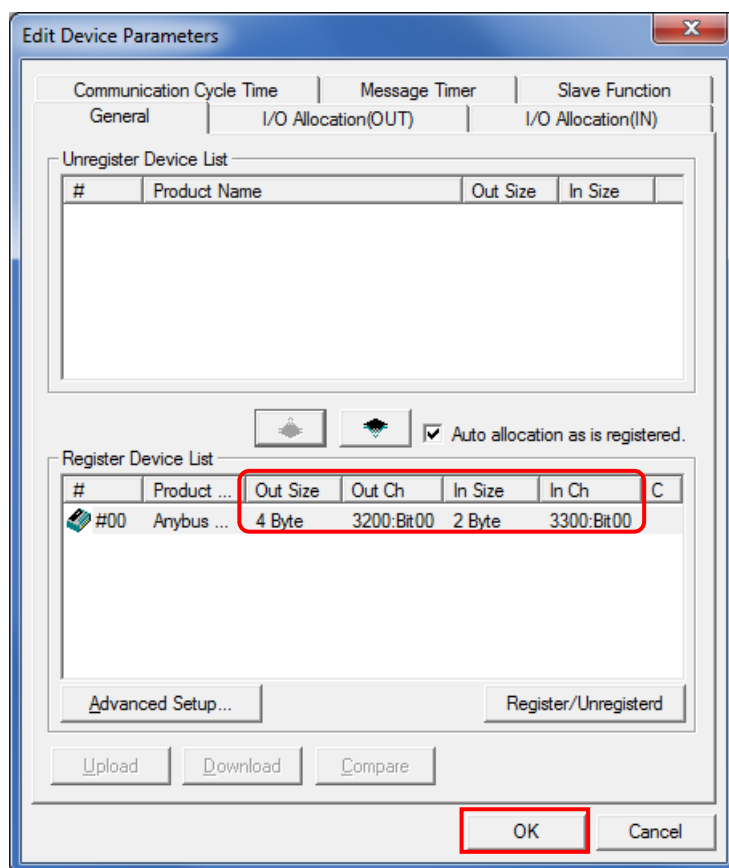 Edit Device Parameters
x
Communication Cycle Time Message Timer Slave Function
General I/O Allocation(OUT) I/O Allocation(IN)
Unregister Device List
# Product Name Out Size In Size
Auto allocation as is registered.
Register Device List
# Product ... Out Size Out Ch In Size In Ch C
#00 Anybus ... 4 Byte 3200:Bit00 2 Byte 3300:Bit00
Advanced Setup... Register/Unregisterd
Upload Download Compare
OK Cancel